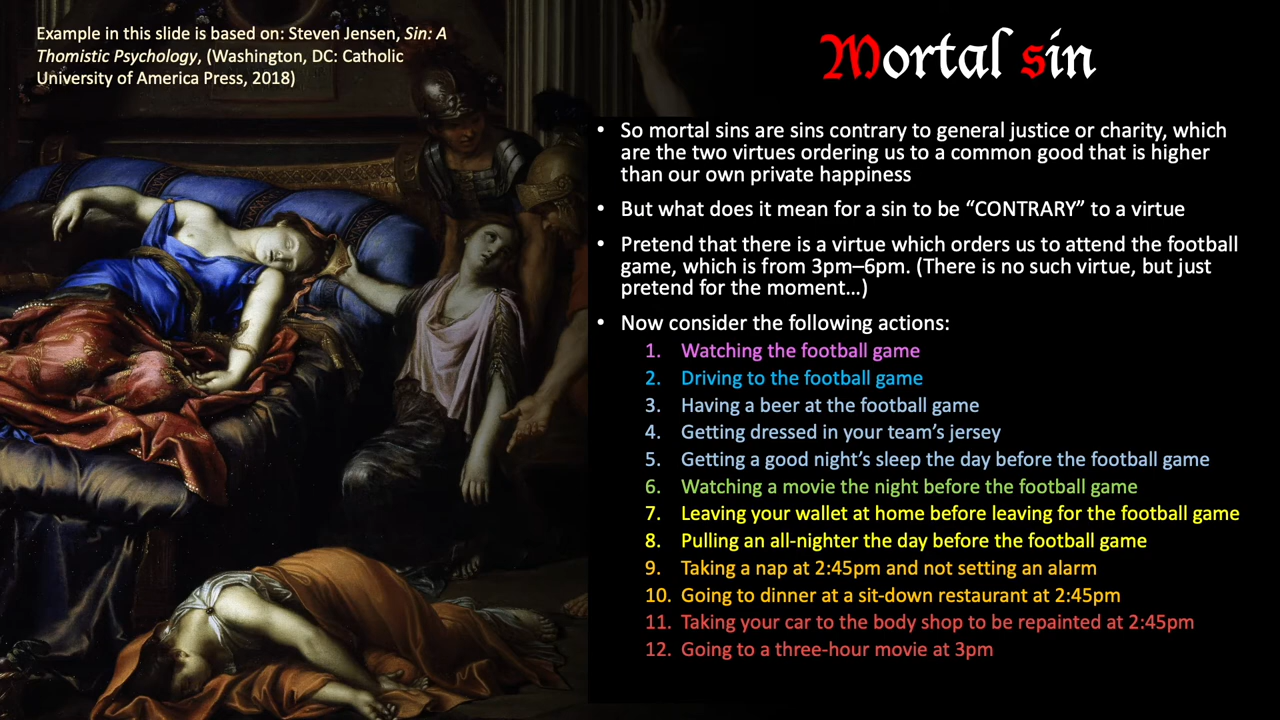 Example in this slide is based on: Steven Jensen, Sin: A
Thomistic Psychology, (Washington, DC: Catholic
University of America Press, 2018)
Mortal sin
• So mortal sins are sins contrary to general justice or charity, which
are the two virtues ordering us to a common good that is higher
than our own private happiness
• But what does it mean for a sin to be “CONTRARY” to a virtue
• Pretend that there is a virtue which orders us to attend the football
game, which is from 3pm–6pm. (There is no such virtue, but just
pretend for the moment…)
• Now consider the following actions:
1. Watching the football game
2. Driving to the football game
3. Having a beer at the football game
4. Getting dressed in your team’s jersey
5. Getting a good night’s sleep the day before the football game
6. Watching a movie the night before the football game
7. Leaving your wallet at home before leaving for the football game
8. Pulling an all-nighter the day before the football game
9. Taking a nap at 2:45pm and not setting an alarm
10. Going to dinner at a sit-down restaurant at 2:45pm
11. Taking your car to the body shop to be repainted at 2:45pm
12. Going to a three-hour movie at 3pm